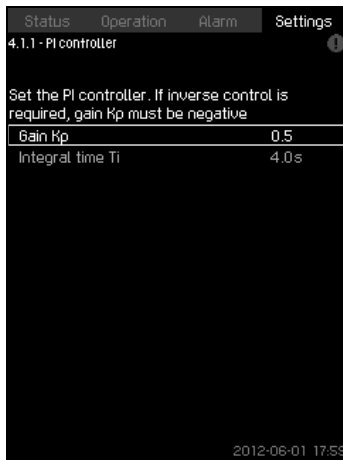 Status Operation Alarm Settings
4.1.1 - PI controller
Set the PI controller. If inverse control is
required, gain Kp must be negative
Gain Kp 0.5
Integral time Ti 4.0s
2012-06-01 17:59